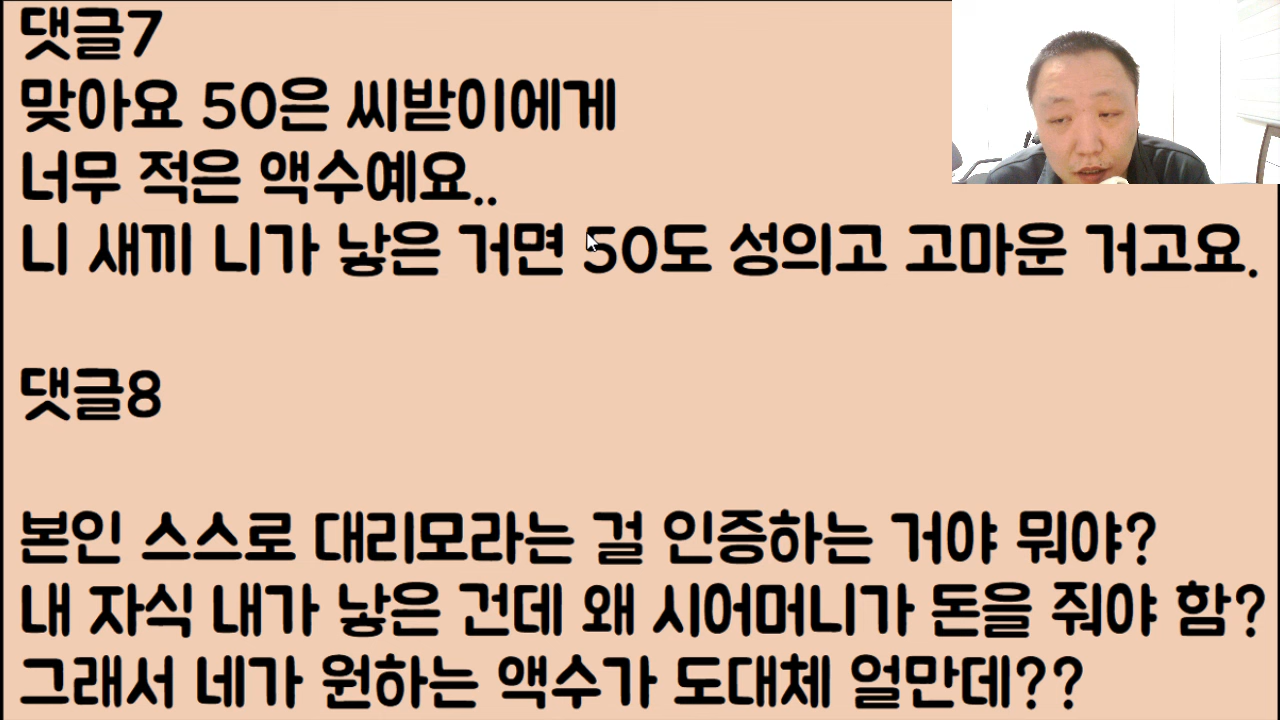 댓글7
맞아요 50은 씨받이에게
너무 적은 액수예요..
니 새끼 니가 낳은 거면 50도 성의고 고마운 거고요.
댓글8
본인 스스로 대리모라는 걸 인증하는 거야 뭐야?
내 자식 내가 낳은 건데 왜 시어머니가 돈을 줘야 함?
그래서 네가 원하는 액수가 도대체 얼만데??